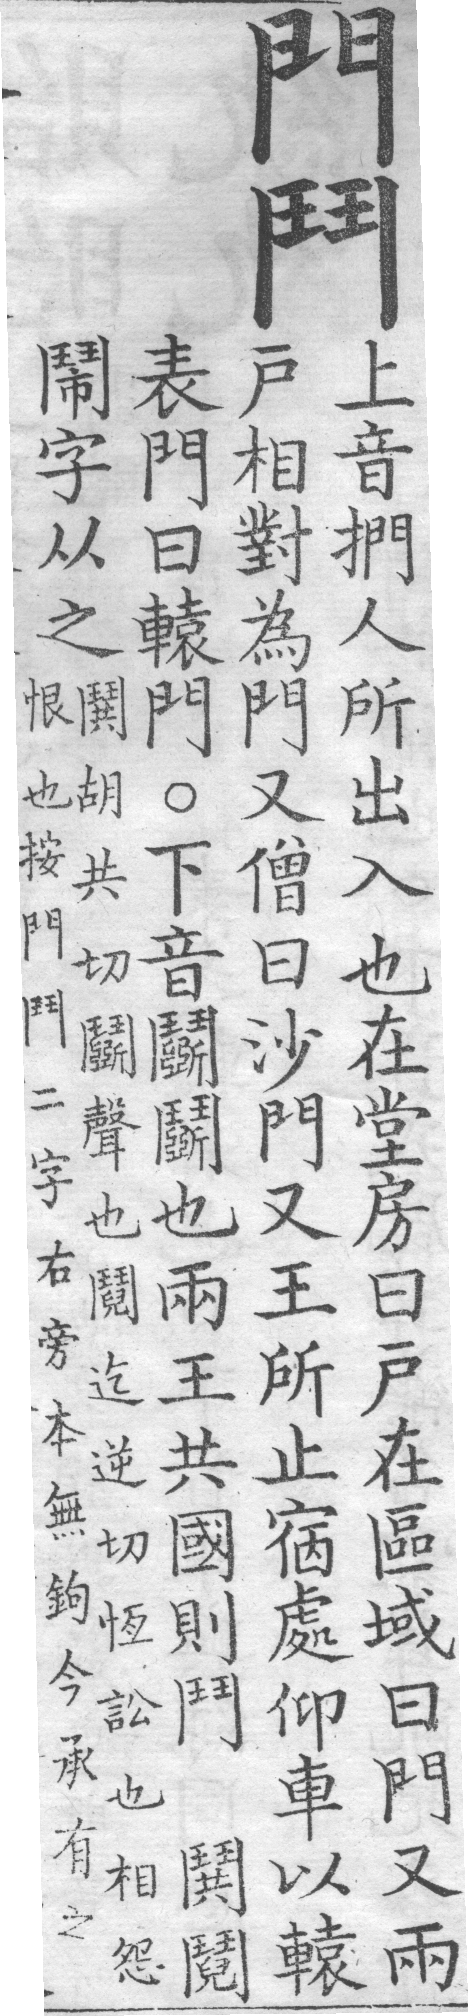 門鬥
上音捫人所出入也在堂房曰戶在區域曰門又兩
戶相對為門又僧曰沙門又王所止宿處仰車以轅
表門曰轅門○下音鬭鬭也兩王共國則鬥 鬨鬩
鬧字从之
鬨胡共切鬭聲也鬩迄逆切恆訟也相怨
恨也按門鬥二字右旁本無鉤今承有之